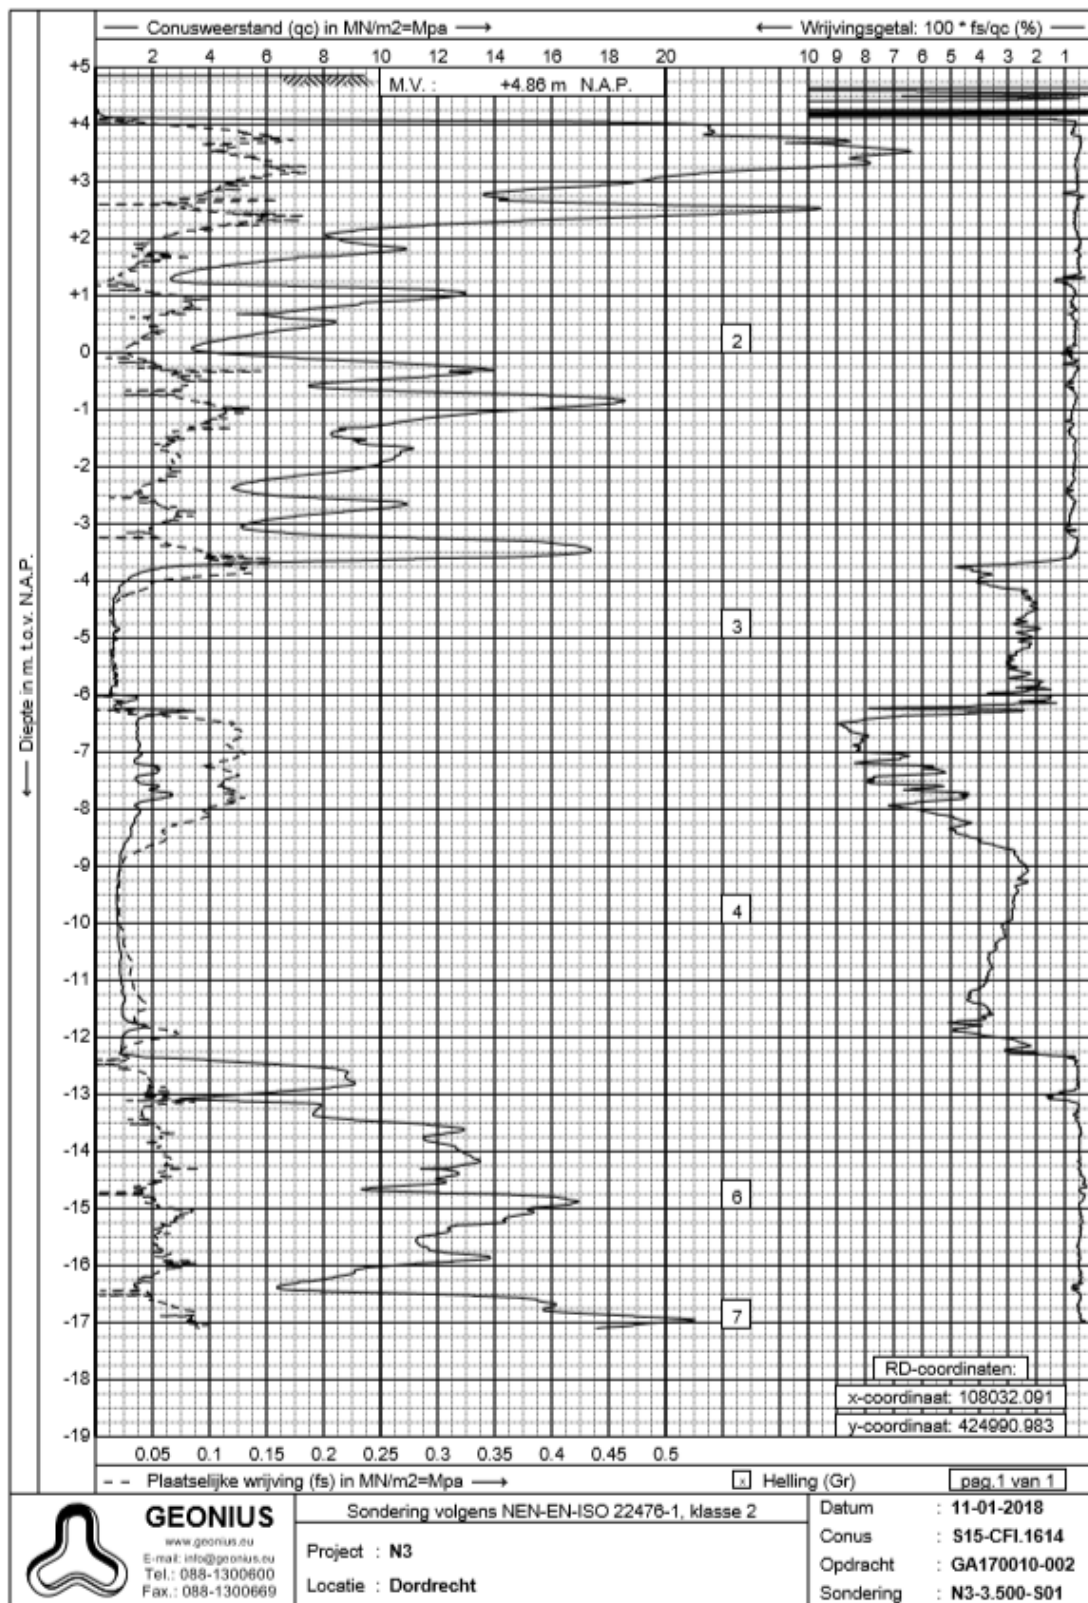 Conusweerstand (qc) in MN/m2=Mpa
Wrijvingsgetal: 100 * fs/qc (%)
2 4 6 8 10 12 14 16 18 20
10 9 8 7 6 5 4 3 2 1
M.V. : +4.86 m N.A.P.
Diepte in m. t.o.v. N.A.P.
+5
+4
+3
+2
+1
0
-1
-2
-3
-4
-5
-6
-7
-8
-9
-10
-11
-12
-13
-14
-15
-16
-17
-18
-19
2
3
4
6
7
RD-coordinaten:
x-coordinaat: 108032.091
y-coordinaat: 424990.983
0.05 0.1 0.15 0.2 0.25 0.3 0.35 0.4 0.45 0.5
Plaatselijke wrijving (fs) in MN/m2=Mpa
x Helling (Gr)
pag.1 van 1
GEONIUS
www.geonius.eu
E-mail: info@geonius.eu
Tel.: 088-1300600
Fax.: 088-1300669
Sondering volgens NEN-EN-ISO 22476-1, klasse 2
Project : N3
Locatie : Dordrecht
Datum : 11-01-2018
Conus : S15-CFI.1614
Opdracht : GA170010-002
Sondering : N3-3.500-S01